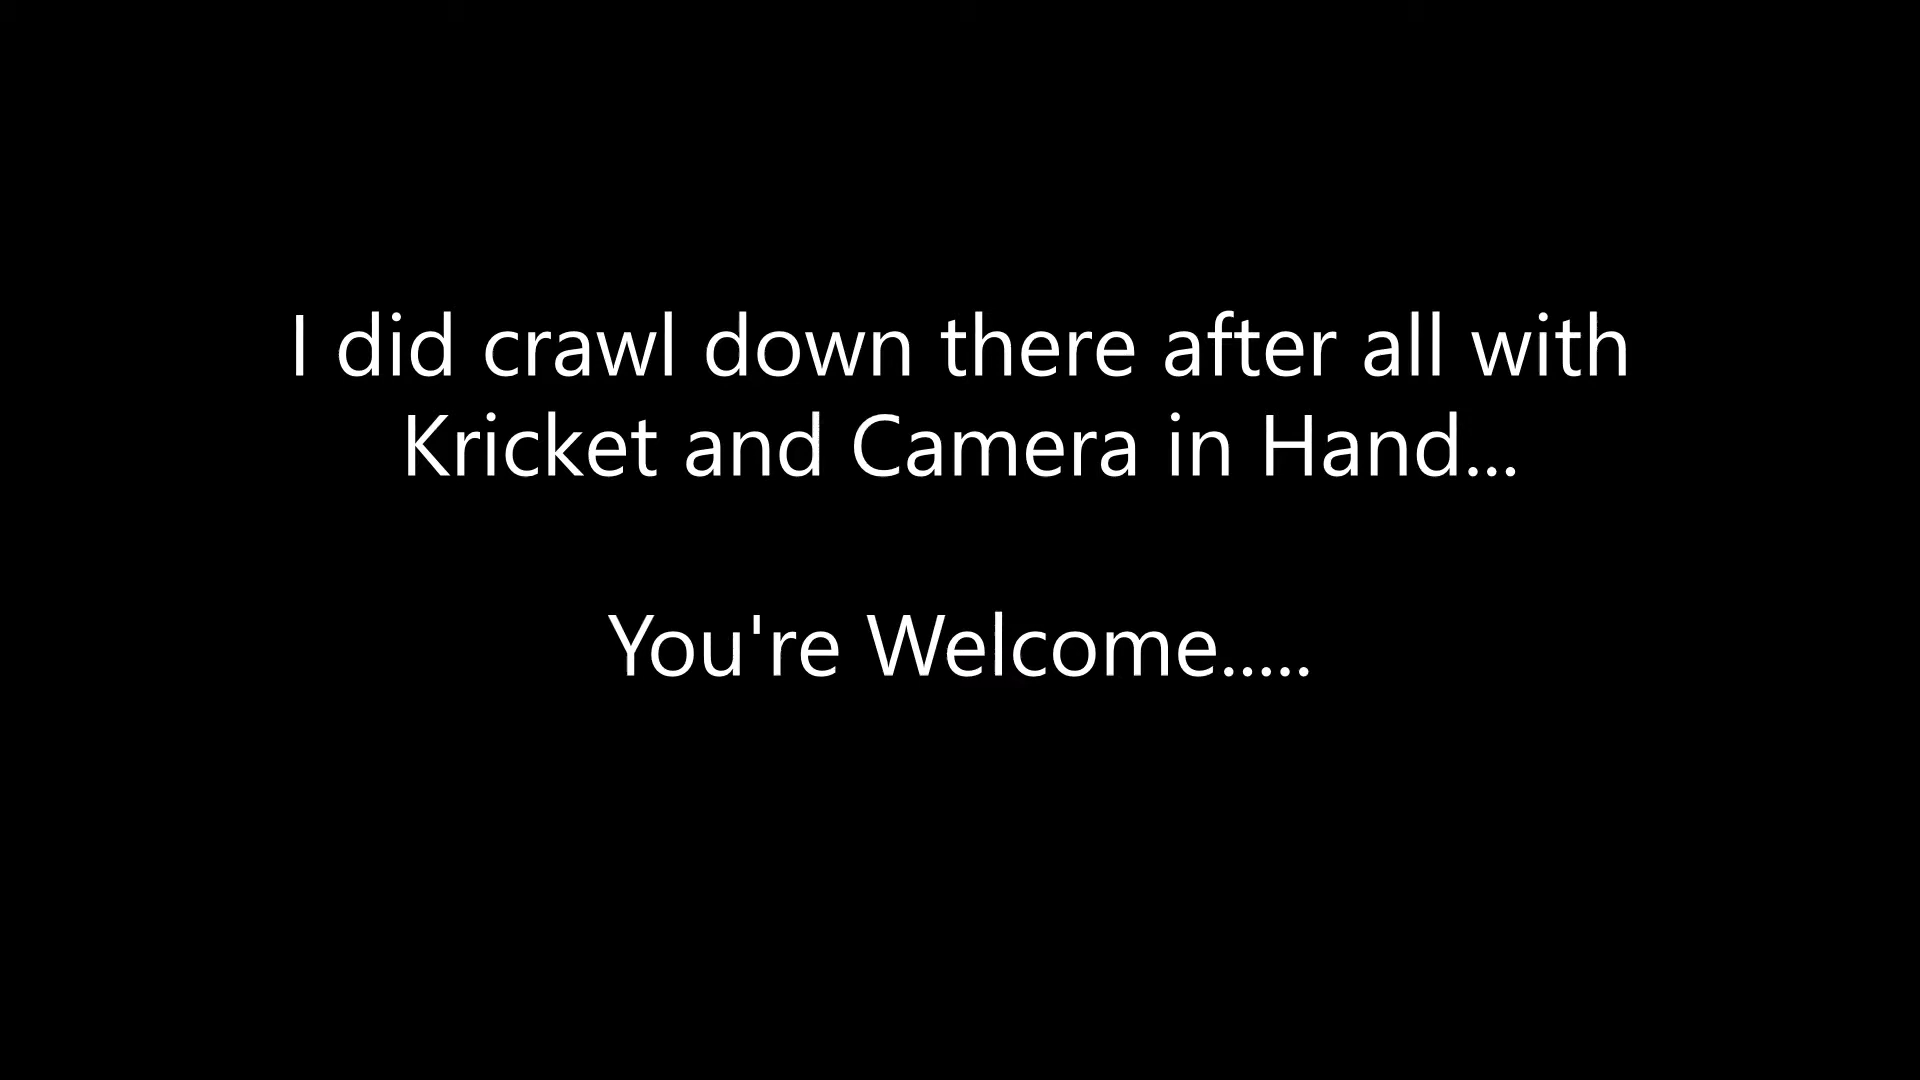 I did crawl down there after all with
Kricket and Camera in Hand...
You're Welcome.....